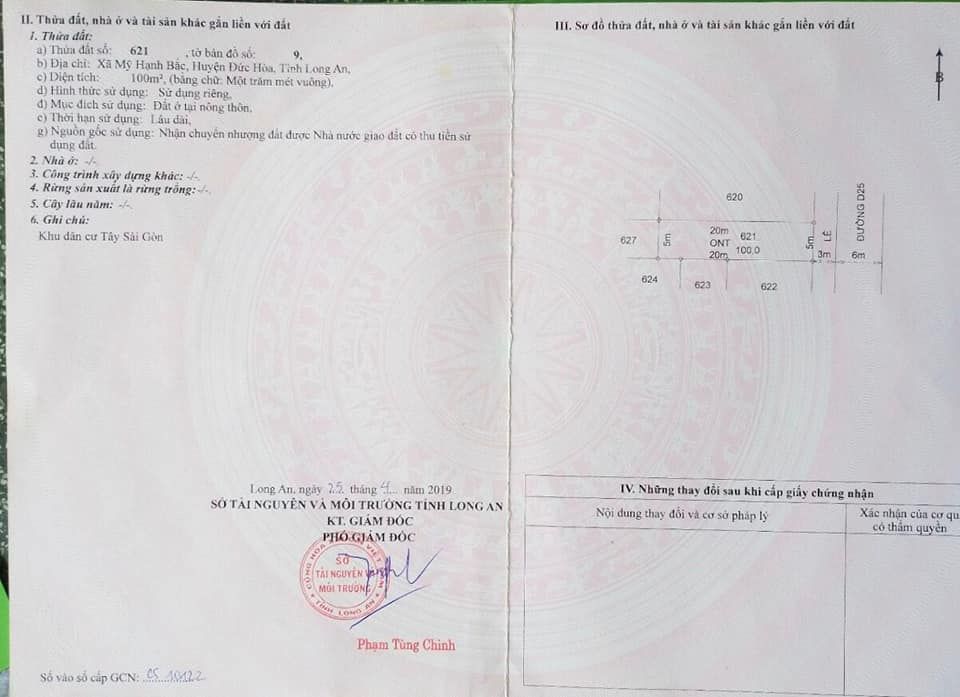 II. Thửa đất, nhà ở và tài sản khác gắn liền với đất
1. Thửa đất:
a) Thửa đất số: 621 , tờ bản đồ số: 9,
b) Địa chỉ: Xã Mỹ Hạnh Bắc, Huyện Đức Hòa, Tỉnh Long An,
c) Diện tích: 100m², (bằng chữ: Một trăm mét vuông),
d) Hình thức sử dụng: Sử dụng riêng,
đ) Mục đích sử dụng: Đất ở tại nông thôn,
e) Thời hạn sử dụng: Lâu dài,
g) Nguồn gốc sử dụng: Nhận chuyển nhượng đất được Nhà nước giao đất có thu tiền sử
dụng đất.
2. Nhà ở: -/-.
3. Công trình xây dựng khác: -/-.
4. Rừng sản xuất là rừng trồng:-/-.
5. Cây lâu năm: -/-.
6. Ghi chú:
Khu dân cư Tây Sài Gòn
Long An, ngày 25 tháng 4 năm 2019
SỞ TÀI NGUYÊN VÀ MÔI TRƯỜNG TỈNH LONG AN
KT. GIÁM ĐỐC
PHÓ GIÁM ĐỐC
SỞ
TÀI NGUYÊN VÀ
MÔI TRƯỜNG
TỈNH LONG AN
Phạm Tùng Chinh
Số vào sổ cấp GCN: CS 10122
III. Sơ đồ thửa đất, nhà ở và tài sản khác gắn liền với đất
B
620
627
5m
20m
ONT
20m
621
100,0
5m
LỀ
3m
ĐƯỜNG D25
6m
624
623
622
IV. Những thay đổi sau khi cấp giấy chứng nhận
Nội dung thay đổi và cơ sở pháp lý
Xác nhận của cơ qu
có thẩm quyền